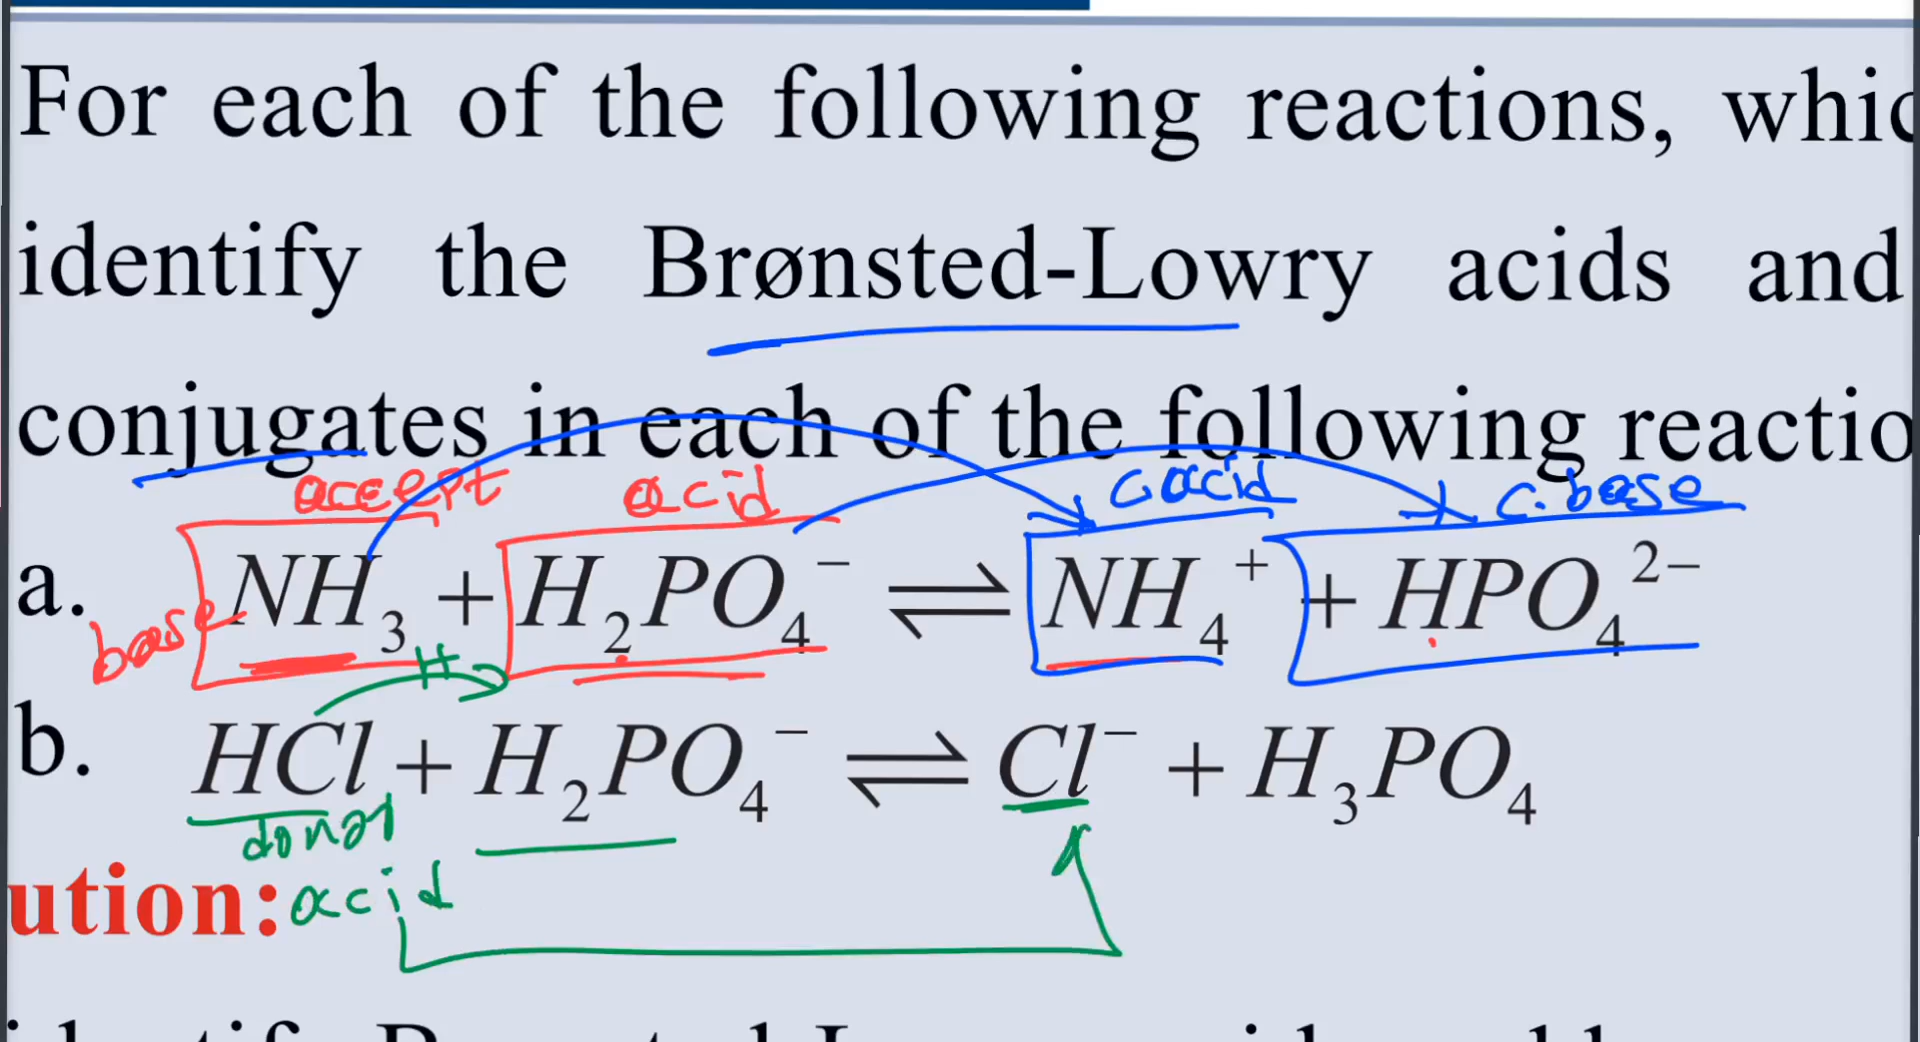 For each of the following reactions, whic
identify the Brønsted-Lowry acids and
conjugates in each of the following reactio
accept acid c.acid c.base
a. NH₃ + H₂PO₄⁻ ⇌ NH₄⁺ + HPO₄²⁻
base
H
b. HCl + H₂PO₄⁻ ⇌ Cl⁻ + H₃PO₄
ution: acid